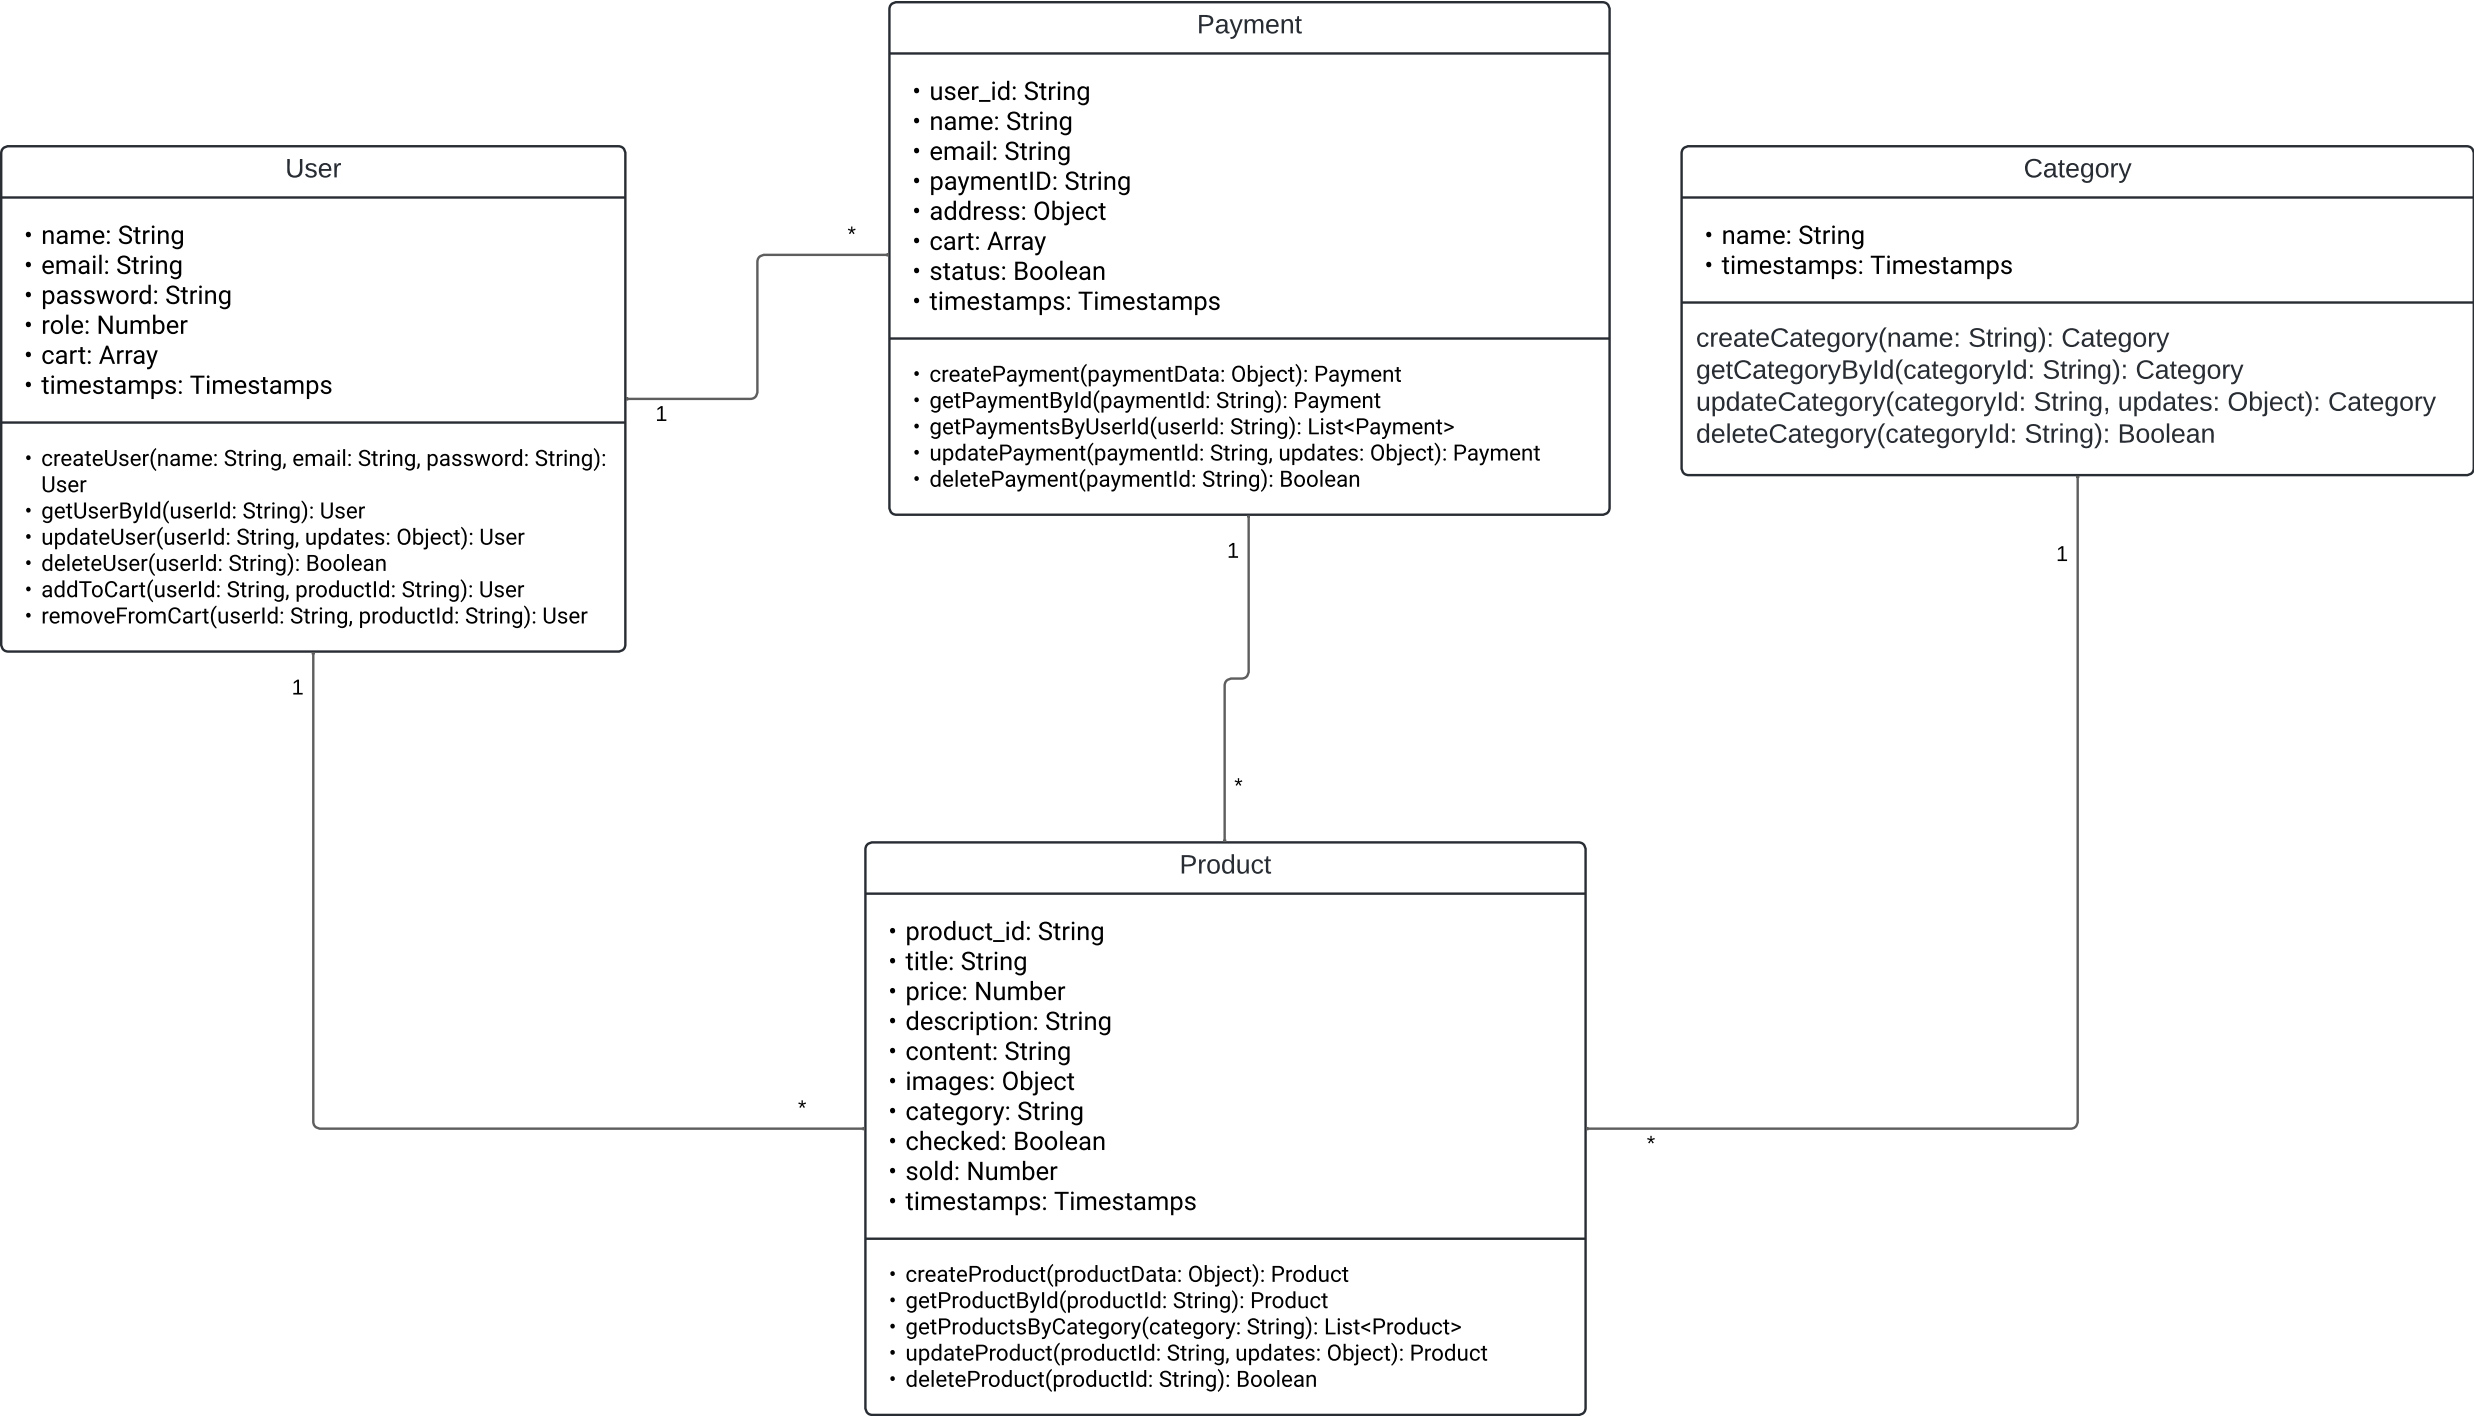 Payment
• user_id: String
• name: String
• email: String
• paymentID: String
• address: Object
• cart: Array
• status: Boolean
• timestamps: Timestamps
• createPayment(paymentData: Object): Payment
• getPaymentById(paymentId: String): Payment
• getPaymentsByUserId(userId: String): List<Payment>
• updatePayment(paymentId: String, updates: Object): Payment
• deletePayment(paymentId: String): Boolean
User
• name: String
• email: String
• password: String
• role: Number
• cart: Array
• timestamps: Timestamps
• createUser(name: String, email: String, password: String):
User
• getUserById(userId: String): User
• updateUser(userId: String, updates: Object): User
• deleteUser(userId: String): Boolean
• addToCart(userId: String, productId: String): User
• removeFromCart(userId: String, productId: String): User
Category
• name: String
• timestamps: Timestamps
createCategory(name: String): Category
getCategoryById(categoryId: String): Category
updateCategory(categoryId: String, updates: Object): Category
deleteCategory(categoryId: String): Boolean
*
1
1
1
1
*
*
*
Product
• product_id: String
• title: String
• price: Number
• description: String
• content: String
• images: Object
• category: String
• checked: Boolean
• sold: Number
• timestamps: Timestamps
• createProduct(productData: Object): Product
• getProductById(productId: String): Product
• getProductsByCategory(category: String): List<Product>
• updateProduct(productId: String, updates: Object): Product
• deleteProduct(productId: String): Boolean